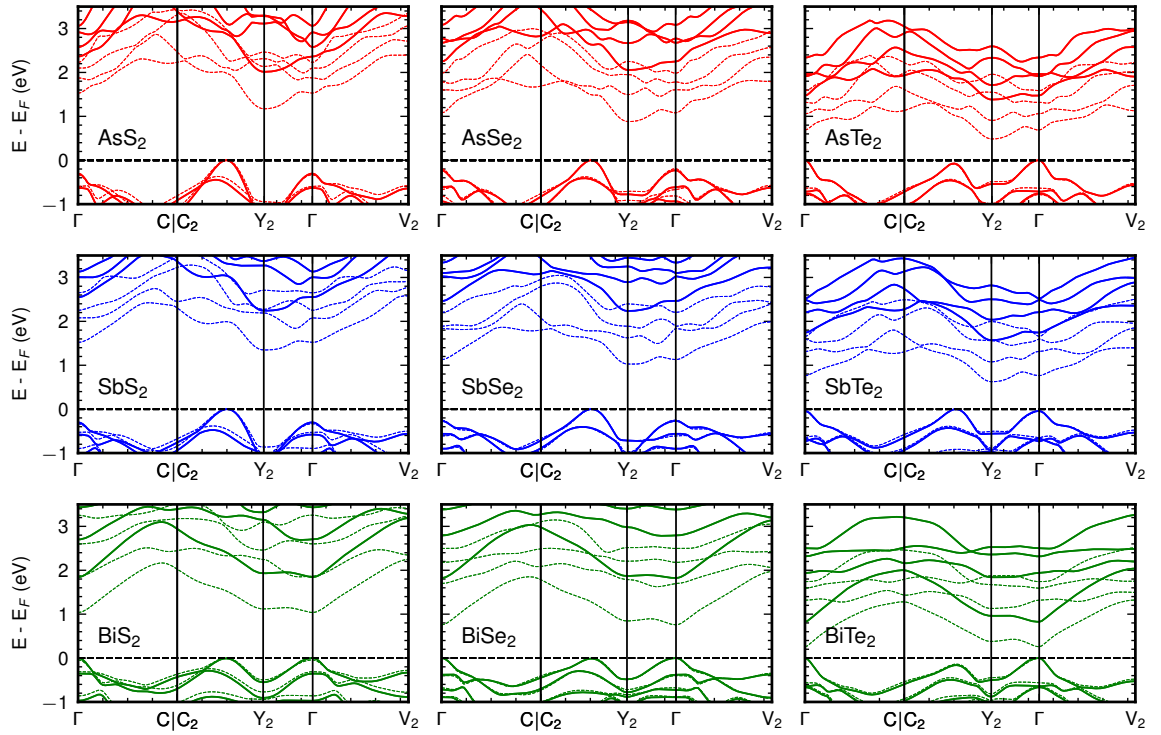 E - E_F (eV)
3
2
1
0
−1
AsS₂
AsSe₂
AsTe₂
Γ C|C₂ Y₂ Γ V₂
Γ C|C₂ Y₂ Γ V₂
Γ C|C₂ Y₂ Γ V₂
E - E_F (eV)
3
2
1
0
−1
SbS₂
SbSe₂
SbTe₂
Γ C|C₂ Y₂ Γ V₂
Γ C|C₂ Y₂ Γ V₂
Γ C|C₂ Y₂ Γ V₂
E - E_F (eV)
3
2
1
0
−1
BiS₂
BiSe₂
BiTe₂
Γ C|C₂ Y₂ Γ V₂
Γ C|C₂ Y₂ Γ V₂
Γ C|C₂ Y₂ Γ V₂